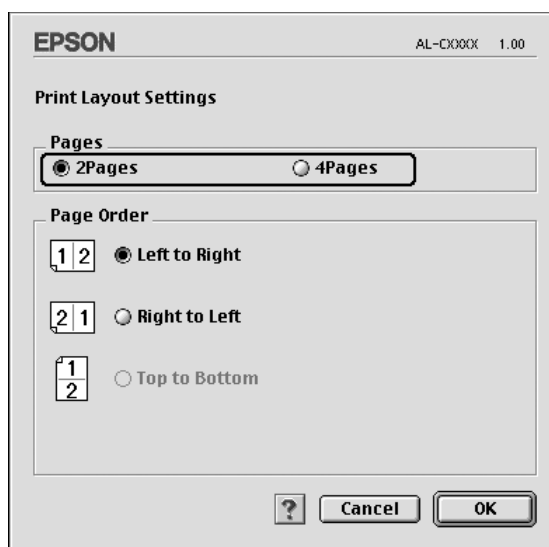 EPSON AL-CXXXX 1.00
Print Layout Settings
Pages
2Pages 4Pages
Page Order
1 2 Left to Right
2 1 Right to Left
1
2
Top to Bottom
? Cancel OK